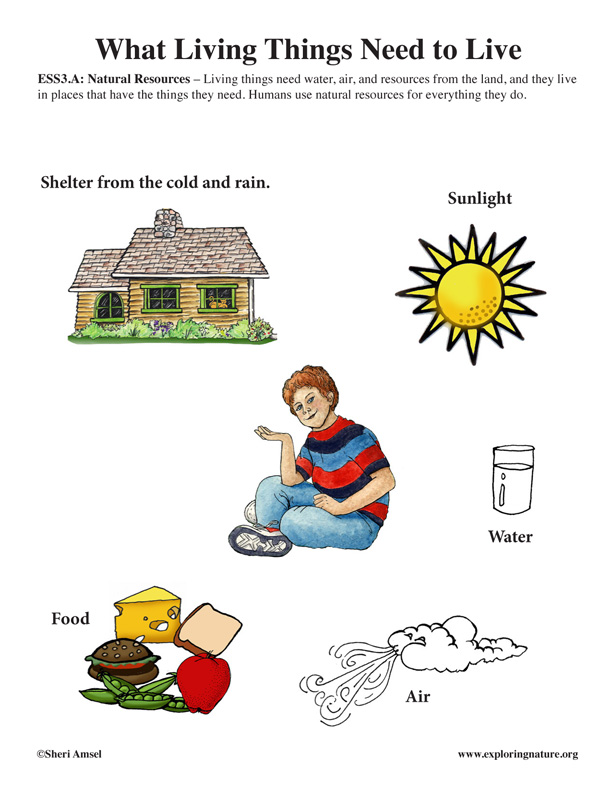 What Living Things Need to Live
ESS3.A: Natural Resources – Living things need water, air, and resources from the land, and they live
in places that have the things they need. Humans use natural resources for everything they do.
Shelter from the cold and rain.
Sunlight
Water
Food
Air
©Sheri Amsel
www.exploringnature.org